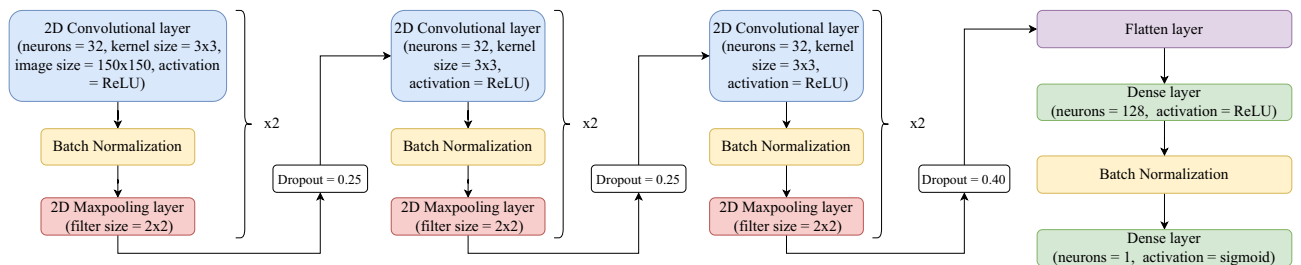 2D Convolutional layer
(neurons = 32, kernel size = 3x3,
image size = 150x150, activation
= ReLU)
Batch Normalization
2D Maxpooling layer
(filter size = 2x2)
x2
Dropout = 0.25
2D Convolutional layer
(neurons = 32, kernel
size = 3x3,
activation = ReLU)
Batch Normalization
2D Maxpooling layer
(filter size = 2x2)
x2
Dropout = 0.25
2D Convolutional layer
(neurons = 32, kernel
size = 3x3,
activation = ReLU)
Batch Normalization
2D Maxpooling layer
(filter size = 2x2)
x2
Dropout = 0.40
Flatten layer
Dense layer
(neurons = 128, activation = ReLU)
Batch Normalization
Dense layer
(neurons = 1, activation = sigmoid)